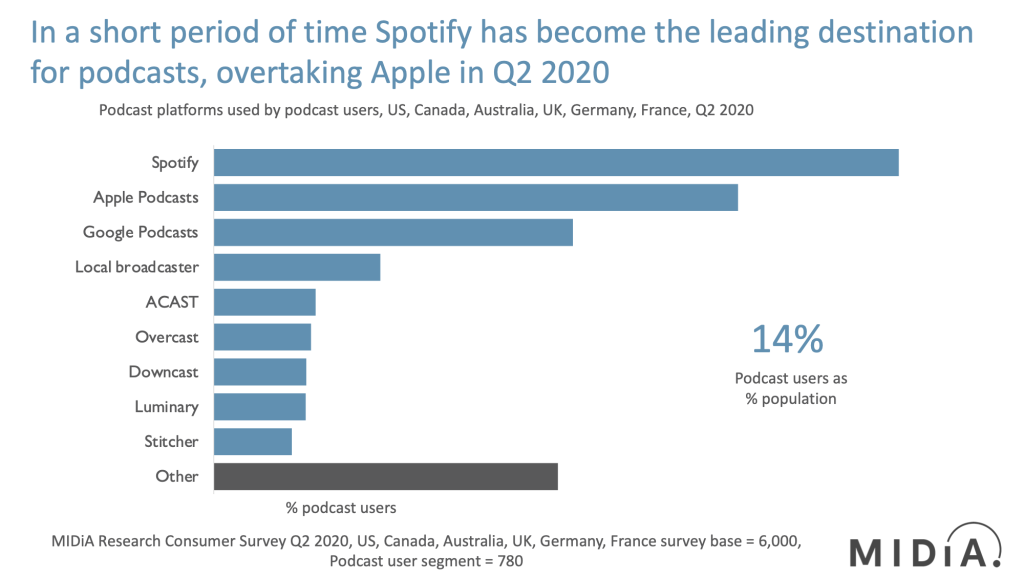 In a short period of time Spotify has become the leading destination
for podcasts, overtaking Apple in Q2 2020
Podcast platforms used by podcast users, US, Canada, Australia, UK, Germany, France, Q2 2020
Spotify
Apple Podcasts
Google Podcasts
Local broadcaster
ACAST
Overcast
Downcast
Luminary
Stitcher
Other
14%
Podcast users as
% population
% podcast users
MIDiA Research Consumer Survey Q2 2020, US, Canada, Australia, UK, Germany, France survey base = 6,000,
Podcast user segment = 780
MIDiA.